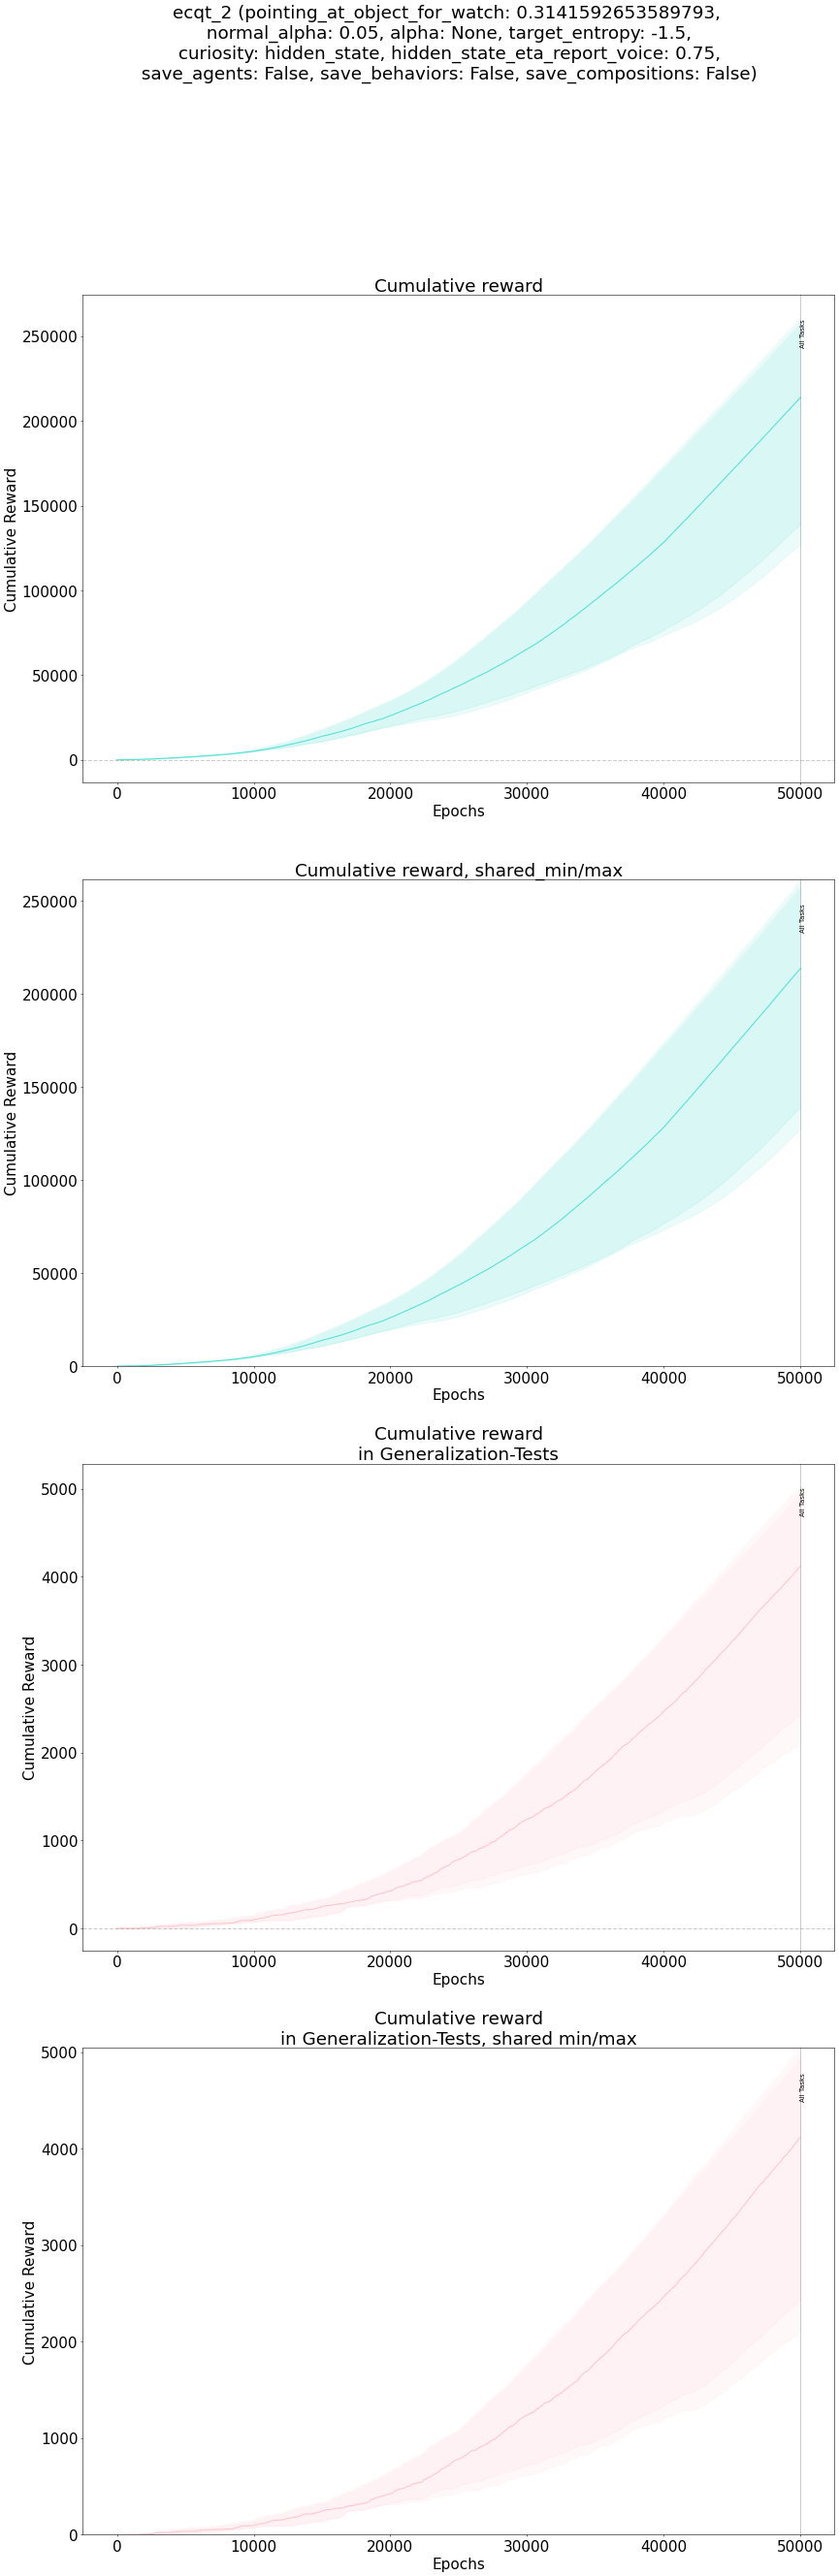 ecqt_2 (pointing_at_object_for_watch: 0.3141592653589793,
normal_alpha: 0.05, alpha: None, target_entropy: -1.5,
curiosity: hidden_state, hidden_state_eta_report_voice: 0.75,
save_agents: False, save_behaviors: False, save_compositions: False)
Cumulative reward
250000
200000
150000
100000
50000
0
Cumulative Reward
All Tasks
0 10000 20000 30000 40000 50000
Epochs
Cumulative reward, shared_min/max
250000
200000
150000
100000
50000
0
Cumulative Reward
All Tasks
0 10000 20000 30000 40000 50000
Epochs
Cumulative reward
in Generalization-Tests
5000
4000
3000
2000
1000
0
Cumulative Reward
All Tasks
0 10000 20000 30000 40000 50000
Epochs
Cumulative reward
in Generalization-Tests, shared min/max
5000
4000
3000
2000
1000
0
Cumulative Reward
All Tasks
0 10000 20000 30000 40000 50000
Epochs